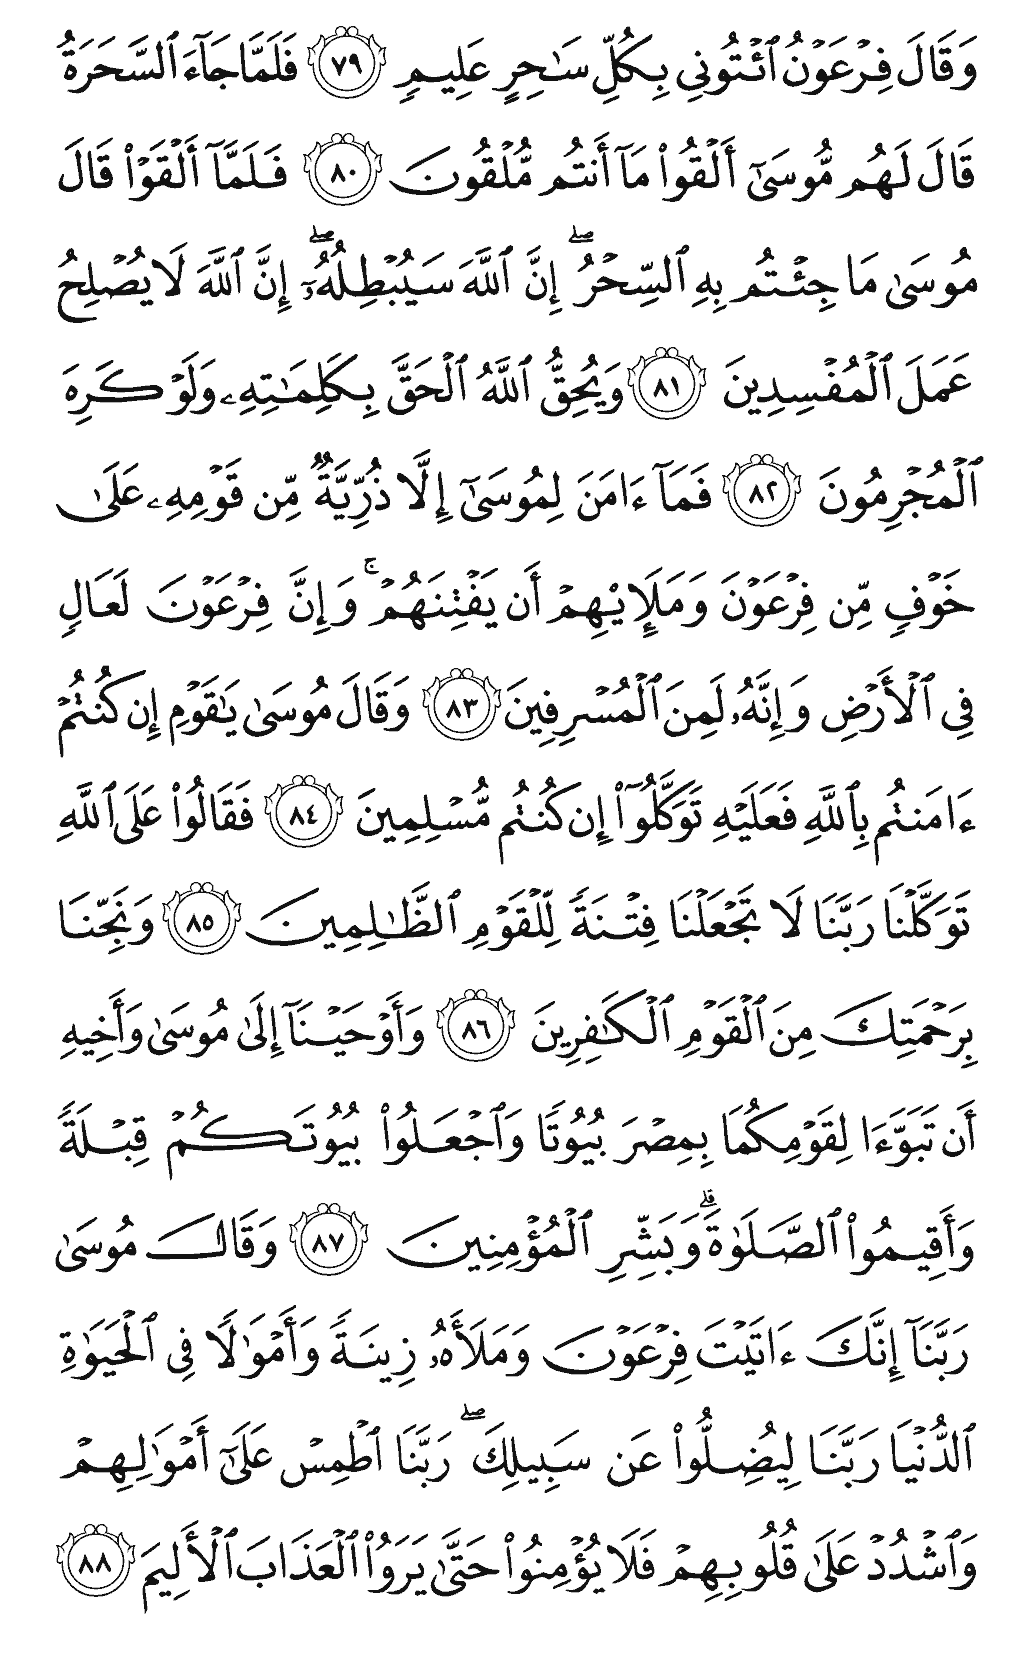 وَقَالَ فِرۡعَوۡنُ ٱئۡتُونِي بِكُلِّ سَٰحِرٍ عَلِيمٖ ٧٩ فَلَمَّا جَآءَ ٱلسَّحَرَةُ
قَالَ لَهُم مُّوسَىٰٓ أَلۡقُواْ مَآ أَنتُم مُّلۡقُونَ ٨٠ فَلَمَّآ أَلۡقَوۡاْ قَالَ
مُوسَىٰ مَا جِئۡتُم بِهِ ٱلسِّحۡرُۖ إِنَّ ٱللَّهَ سَيُبۡطِلُهُۥٓۖ إِنَّ ٱللَّهَ لَا يُصۡلِحُ
عَمَلَ ٱلۡمُفۡسِدِينَ ٨١ وَيُحِقُّ ٱللَّهُ ٱلۡحَقَّ بِكَلِمَٰتِهِۦ وَلَوۡ كَرِهَ
ٱلۡمُجۡرِمُونَ ٨٢ فَمَآ ءَامَنَ لِمُوسَىٰٓ إِلَّا ذُرِّيَّةٞ مِّن قَوۡمِهِۦ عَلَىٰ
خَوۡفٖ مِّن فِرۡعَوۡنَ وَمَلَإِيْهِمۡ أَن يَفۡتِنَهُمۡۚ وَإِنَّ فِرۡعَوۡنَ لَعَالٖ
فِي ٱلۡأَرۡضِ وَإِنَّهُۥ لَمِنَ ٱلۡمُسۡرِفِينَ ٨٣ وَقَالَ مُوسَىٰ يَٰقَوۡمِ إِن كُنتُمۡ
ءَامَنتُم بِٱللَّهِ فَعَلَيۡهِ تَوَكَّلُوٓاْ إِن كُنتُم مُّسۡلِمِينَ ٨٤ فَقَالُواْ عَلَى ٱللَّهِ
تَوَكَّلۡنَا رَبَّنَا لَا تَجۡعَلۡنَا فِتۡنَةٗ لِّلۡقَوۡمِ ٱلظَّٰلِمِينَ ٨٥ وَنَجِّنَا
بِرَحۡمَتِكَ مِنَ ٱلۡقَوۡمِ ٱلۡكَٰفِرِينَ ٨٦ وَأَوۡحَيۡنَآ إِلَىٰ مُوسَىٰ وَأَخِيهِ
أَن تَبَوَّءَا لِقَوۡمِكُمَا بِمِصۡرَ بُيُوتٗا وَٱجۡعَلُواْ بُيُوتَكُمۡ قِبۡلَةٗ
وَأَقِيمُواْ ٱلصَّلَوٰةَۗ وَبَشِّرِ ٱلۡمُؤۡمِنِينَ ٨٧ وَقَالَ مُوسَىٰ
رَبَّنَآ إِنَّكَ ءَاتَيۡتَ فِرۡعَوۡنَ وَمَلَأَهُۥ زِينَةٗ وَأَمۡوَٰلٗا فِي ٱلۡحَيَوٰةِ
ٱلدُّنۡيَا رَبَّنَا لِيُضِلُّواْ عَن سَبِيلِكَۖ رَبَّنَا ٱطۡمِسۡ عَلَىٰٓ أَمۡوَٰلِهِمۡ
وَٱشۡدُدۡ عَلَىٰ قُلُوبِهِمۡ فَلَا يُؤۡمِنُواْ حَتَّىٰ يَرَوُاْ ٱلۡعَذَابَ ٱلۡأَلِيمَ ٨٨